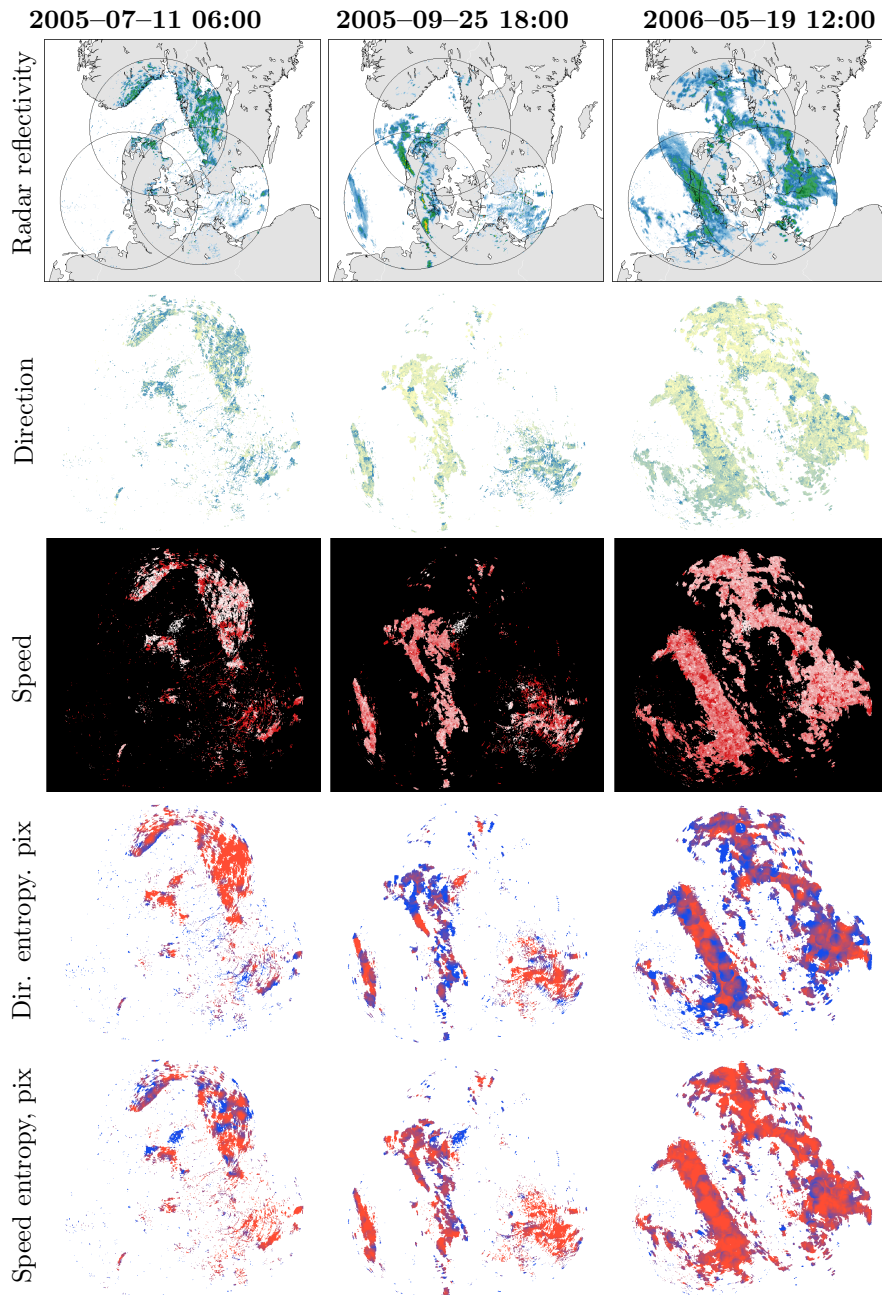 2005–07–11 06:00 2005–09–25 18:00 2006–05–19 12:00
Radar reflectivity
Direction
Speed
Dir. entropy. pix
Speed entropy, pix